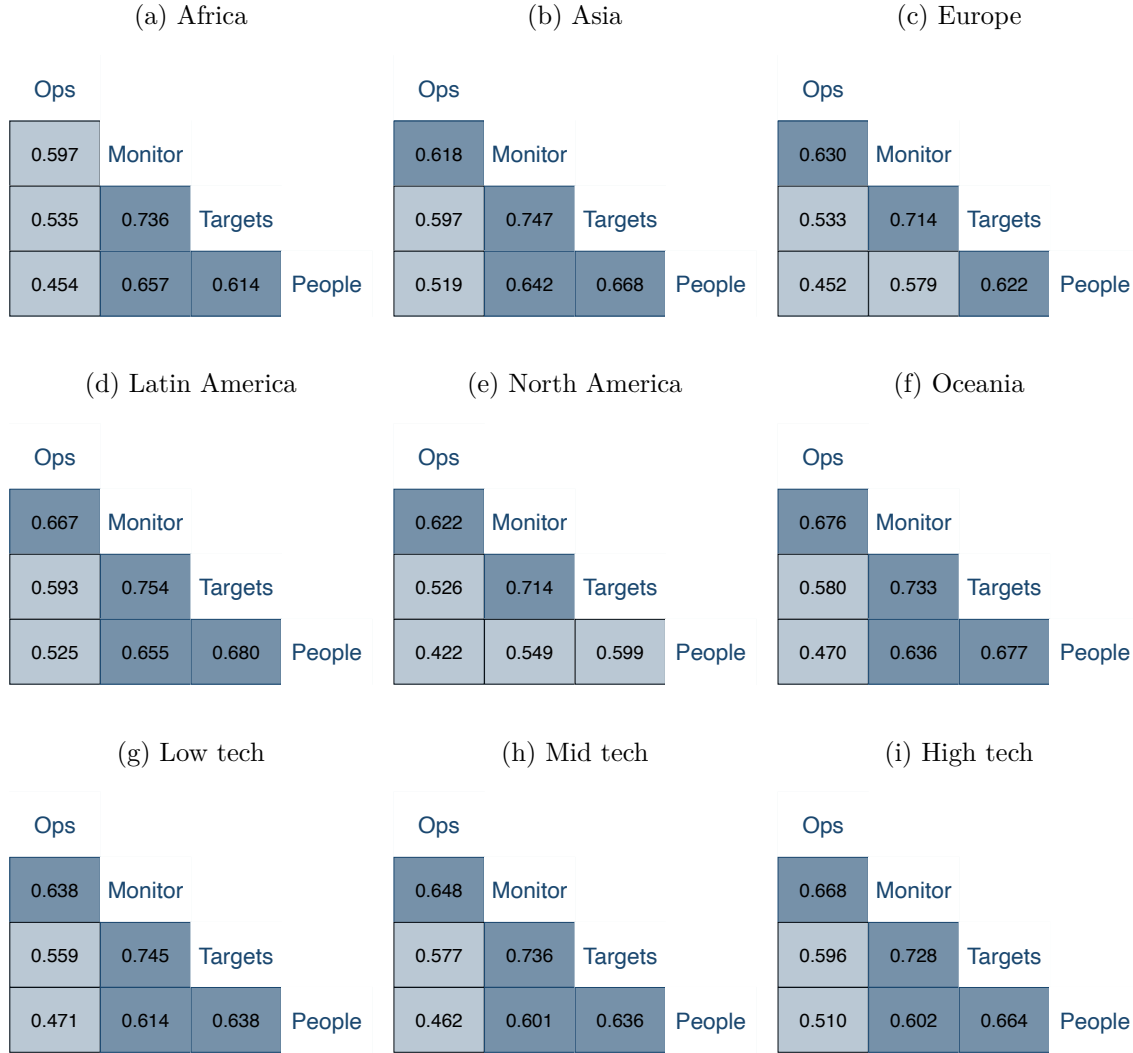 (a) Africa
(b) Asia
(c) Europe
Ops
Ops
Ops
0.597 Monitor
0.618 Monitor
0.630 Monitor
0.535 0.736 Targets
0.597 0.747 Targets
0.533 0.714 Targets
0.454 0.657 0.614 People
0.519 0.642 0.668 People
0.452 0.579 0.622 People
(d) Latin America
(e) North America
(f) Oceania
Ops
Ops
Ops
0.667 Monitor
0.622 Monitor
0.676 Monitor
0.593 0.754 Targets
0.526 0.714 Targets
0.580 0.733 Targets
0.525 0.655 0.680 People
0.422 0.549 0.599 People
0.470 0.636 0.677 People
(g) Low tech
(h) Mid tech
(i) High tech
Ops
Ops
Ops
0.638 Monitor
0.648 Monitor
0.668 Monitor
0.559 0.745 Targets
0.577 0.736 Targets
0.596 0.728 Targets
0.471 0.614 0.638 People
0.462 0.601 0.636 People
0.510 0.602 0.664 People